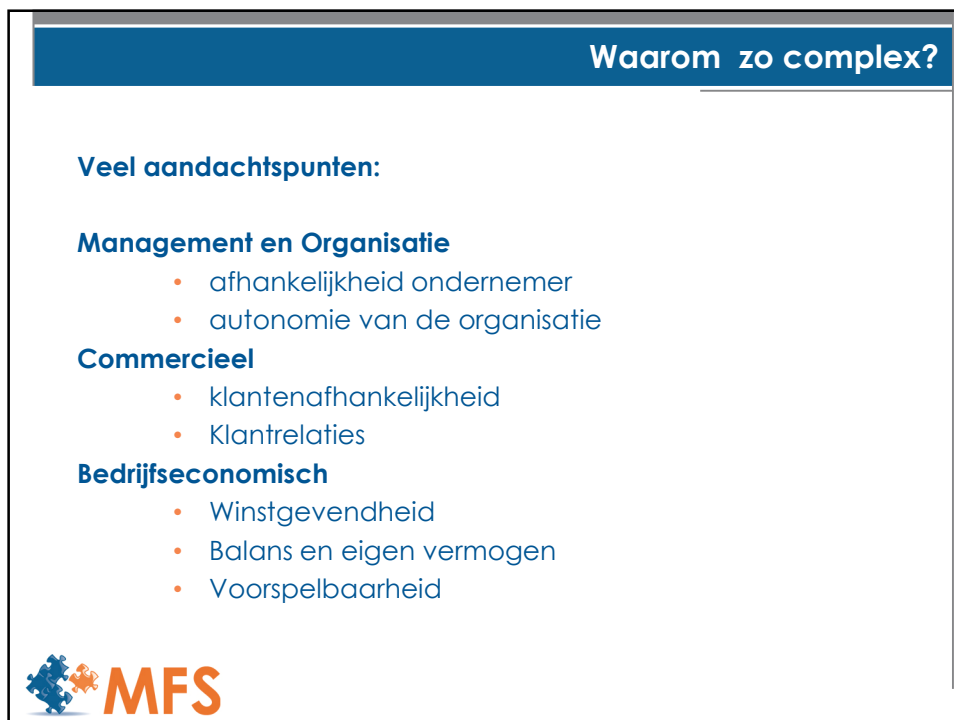 Waarom  zo complex?
Veel aandachtspunten:
Management en Organisatie
• afhankelijkheid ondernemer
• autonomie van de organisatie
Commercieel
• klantenafhankelijkheid
• Klantrelaties
Bedrijfseconomisch
• Winstgevendheid
• Balans en eigen vermogen
• Voorspelbaarheid
MFS